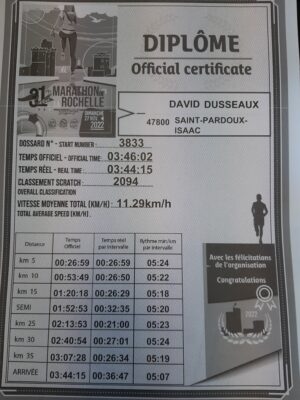 DIPLÔME
Official certificate
31e MARATHON DE
LA ROCHELLE
DIMANCHE
27 NOV.
2022
DAVID DUSSEAUX
47800 SAINT-PARDOUX-
ISAAC
DOSSARD N° - START NUMBER : 3833
TEMPS OFFICIEL - OFFICIAL TIME : 03:46:02
TEMPS RÉEL - REAL TIME : 03:44:15
CLASSEMENT SCRATCH : 2094
OVERALL CLASSIFICATION
VITESSE MOYENNE TOTAL (KM/H) : 11.29km/h
TOTAL AVERAGE SPEED (KM/H) .
Distance Temps Officiel Temps réel par intervalle Rythme min/km par intervalle
km 5 00:26:59 00:26:59 05:24
km 10 00:53:49 00:26:50 05:22
km 15 01:20:18 00:26:29 05:18
SEMI 01:52:53 00:32:35 05:20
km 25 02:13:53 00:21:00 05:23
km 30 02:40:54 00:27:01 05:24
km 35 03:07:28 00:26:34 05:19
ARRIVÉE 03:44:15 00:36:47 05:07
Avec les félicitations
de l'organisation
Congratulations
2022